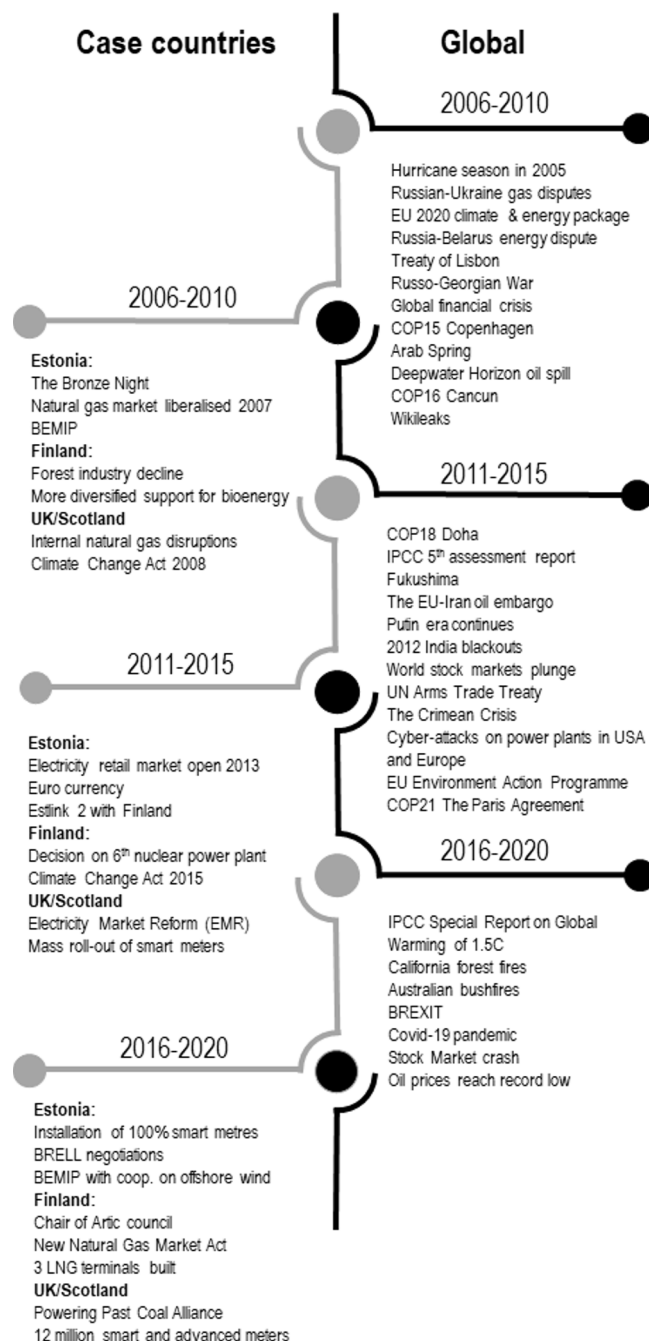 Case countries
Global
2006-2010
Hurricane season in 2005
Russian-Ukraine gas disputes
EU 2020 climate & energy package
Russia-Belarus energy dispute
Treaty of Lisbon
Russo-Georgian War
Global financial crisis
COP15 Copenhagen
Arab Spring
Deepwater Horizon oil spill
COP16 Cancun
Wikileaks
2006-2010
Estonia:
The Bronze Night
Natural gas market liberalised 2007
BEMIP
Finland:
Forest industry decline
More diversified support for bioenergy
UK/Scotland
Internal natural gas disruptions
Climate Change Act 2008
2011-2015
COP18 Doha
IPCC 5th assessment report
Fukushima
The EU-Iran oil embargo
Putin era continues
2012 India blackouts
World stock markets plunge
UN Arms Trade Treaty
The Crimean Crisis
Cyber-attacks on power plants in USA
and Europe
EU Environment Action Programme
COP21 The Paris Agreement
2011-2015
Estonia:
Electricity retail market open 2013
Euro currency
Estlink 2 with Finland
Finland:
Decision on 6th nuclear power plant
Climate Change Act 2015
UK/Scotland
Electricity Market Reform (EMR)
Mass roll-out of smart meters
2016-2020
IPCC Special Report on Global
Warming of 1.5C
California forest fires
Australian bushfires
BREXIT
Covid-19 pandemic
Stock Market crash
Oil prices reach record low
2016-2020
Estonia:
Installation of 100% smart metres
BRELL negotiations
BEMIP with coop. on offshore wind
Finland:
Chair of Artic council
New Natural Gas Market Act
3 LNG terminals built
UK/Scotland
Powering Past Coal Alliance
12 million smart and advanced meters